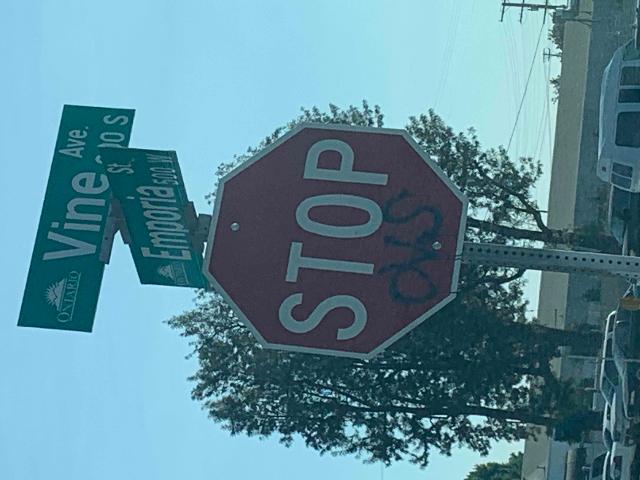 Vine Ave.
ONTARIO
Emporia St.
STOP